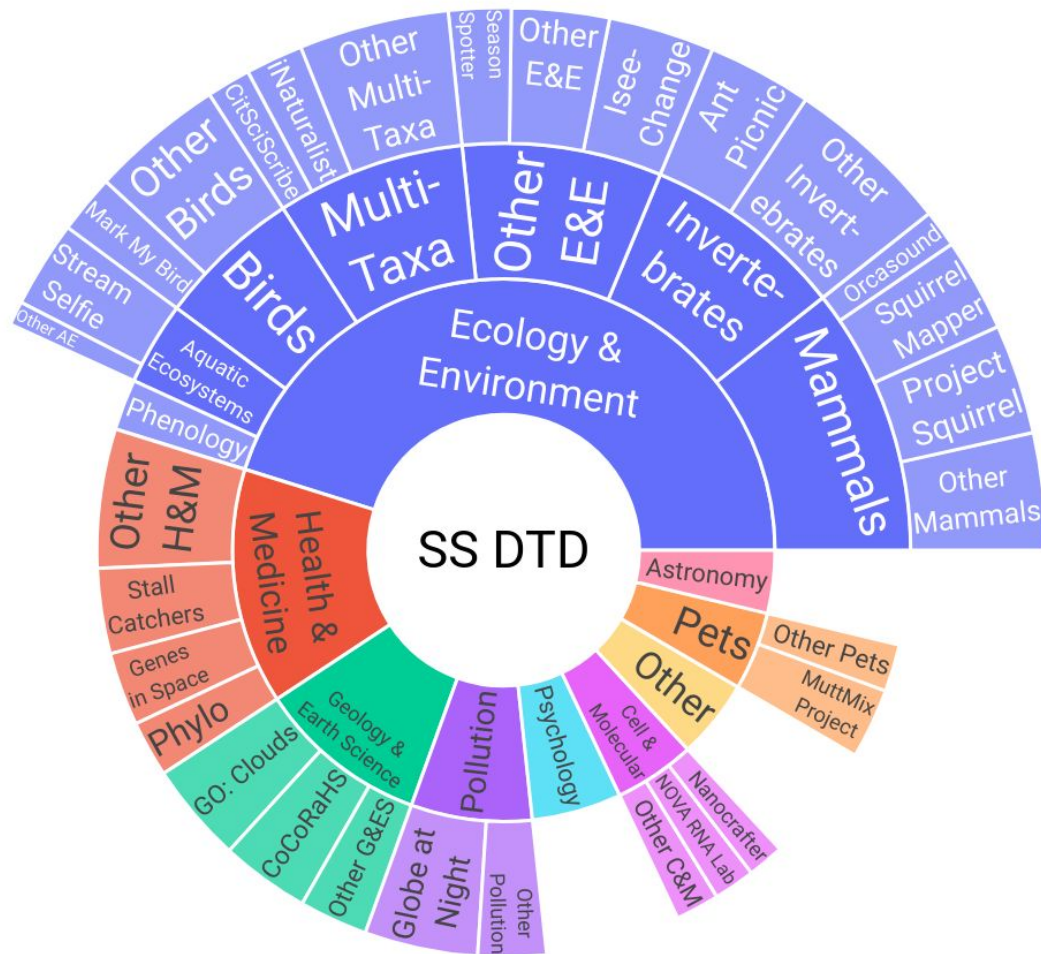 SS DTD
Ecology &
Environment
Mammals
Other
Mammals
Project
Squirrel
Squirrel
Mapper
Orcasound
Inverte-
brates
Other
Invert-
ebrates
Ant
Picnic
Other
E&E
Isee-
Change
Other
E&E
Season
Spotter
Multi-
Taxa
Other
Multi-
Taxa
iNaturalist
CitSciScribe
Birds
Other
Birds
Mark My Bird
Aquatic
Ecosystems
Stream
Selfie
Other AE
Phenology
Health &
Medicine
Other
H&M
Stall
Catchers
Genes
in Space
Phylo
Geology &
Earth Science
GO: Clouds
CoCoRaHS
Other G&ES
Pollution
Globe at
Night
Other
Pollution
Psychology
Cell &
Molecular
Other C&M
NOVA RNA Lab
Nanocrafter
Other
Pets
MuttMix
Project
Other Pets
Astronomy